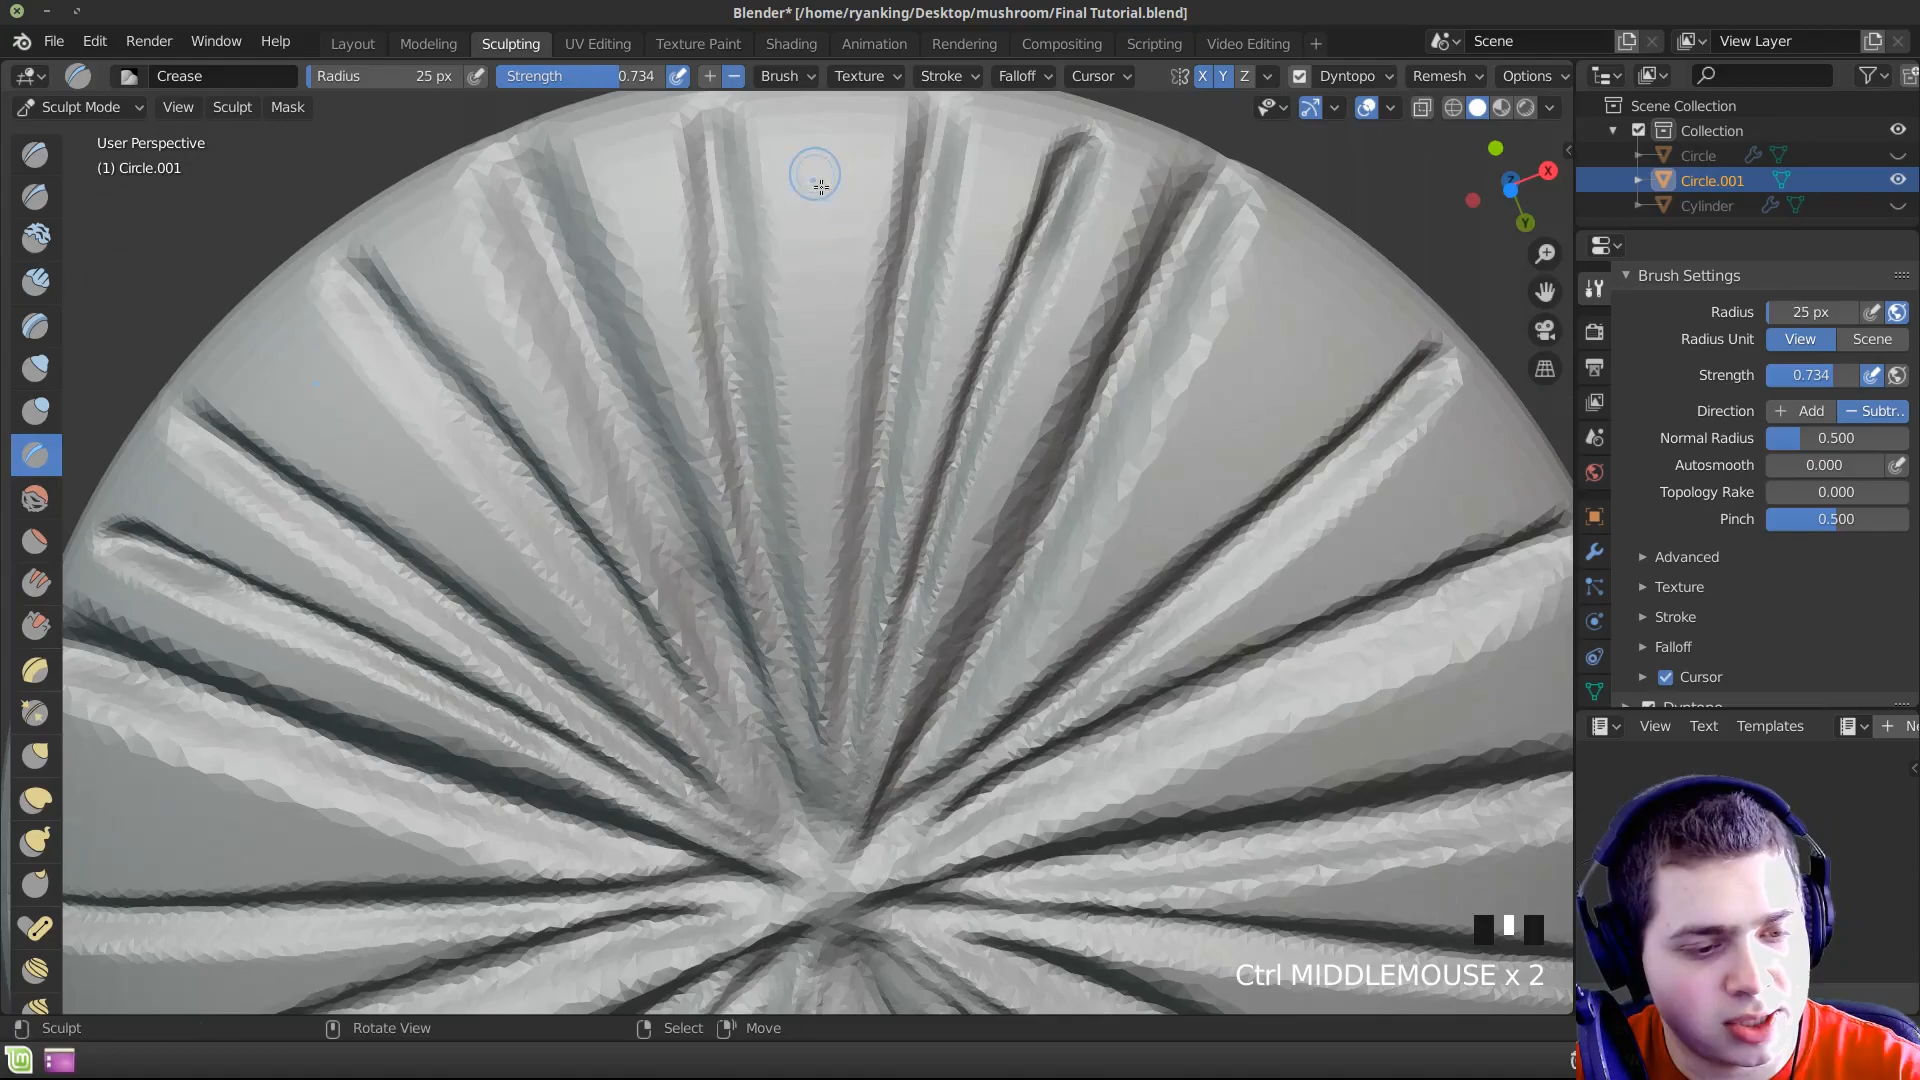 Blender* [/home/ryanking/Desktop/mushroom/Final Tutorial.blend]
File Edit Render Window Help Layout Modeling Sculpting UV Editing Texture Paint Shading Animation Rendering Compositing Scripting Video Editing + Scene View Layer
Crease Radius 25 px Strength 0.734 + − Brush Texture Stroke Falloff Cursor X Y Z Dyntopo Remesh Options
Sculpt Mode View Sculpt Mask
User Perspective
(1) Circle.001
X
Y
Z
Scene Collection
Collection
Circle
Circle.001
Cylinder
Brush Settings
Radius 25 px
Radius Unit View Scene
Strength 0.734
Direction + Add − Subtr..
Normal Radius 0.500
Autosmooth 0.000
Topology Rake 0.000
Pinch 0.500
Advanced
Texture
Stroke
Falloff
Cursor
View Text Templates + Ne
Ctrl MIDDLEMOUSE x 2
Sculpt Rotate View Select Move